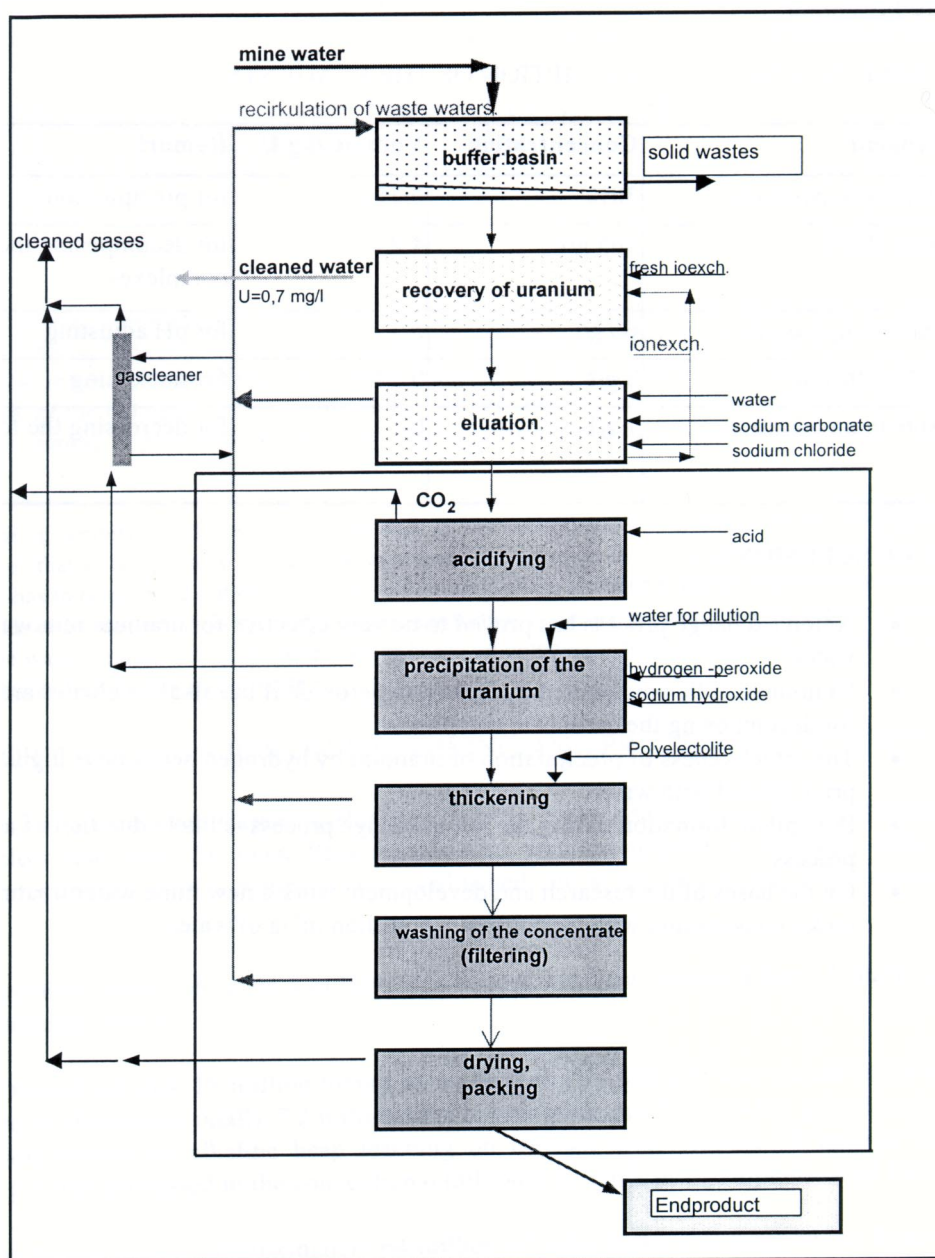 mine water
recirkulation of waste waters.
buffer basin
solid wastes
cleaned gases
cleaned water
U=0,7 mg/l
recovery of uranium
fresh ioexch.
ionexch.
gascleaner
eluation
water
sodium carbonate
sodium chloride
CO₂
acidifying
acid
water for dilution
precipitation of the
uranium
hydrogen -peroxide
sodium hydroxide
Polyelectolite
thickening
washing of the concentrate
(filtering)
drying,
packing
Endproduct